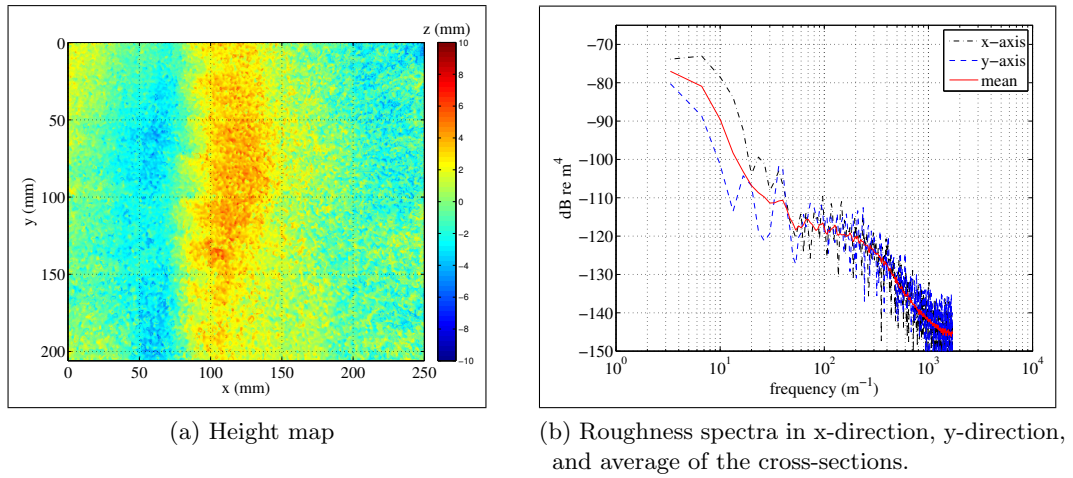 z (mm)
10
8
6
4
2
0
−2
−4
−6
−8
−10
0
50
100
150
200
y (mm)
0 50 100 150 200 250
x (mm)
(a) Height map
−70
−80
−90
−100
−110
−120
−130
−140
−150
dB re m⁴
x−axis
y−axis
mean
10⁰ 10¹ 10² 10³ 10⁴
frequency (m⁻¹)
(b) Roughness spectra in x-direction, y-direction,
and average of the cross-sections.